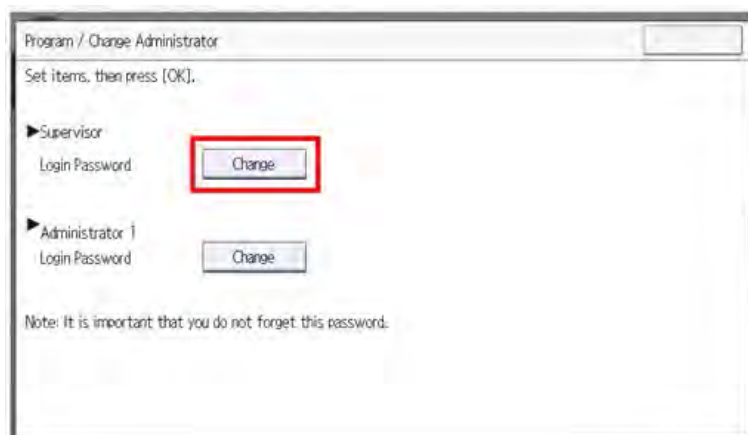 Program / Change Administrator
Set items, then press [OK].
▶Supervisor
Login Password Change
▶Administrator 1
Login Password Change
Note: It is important that you do not forget this password.